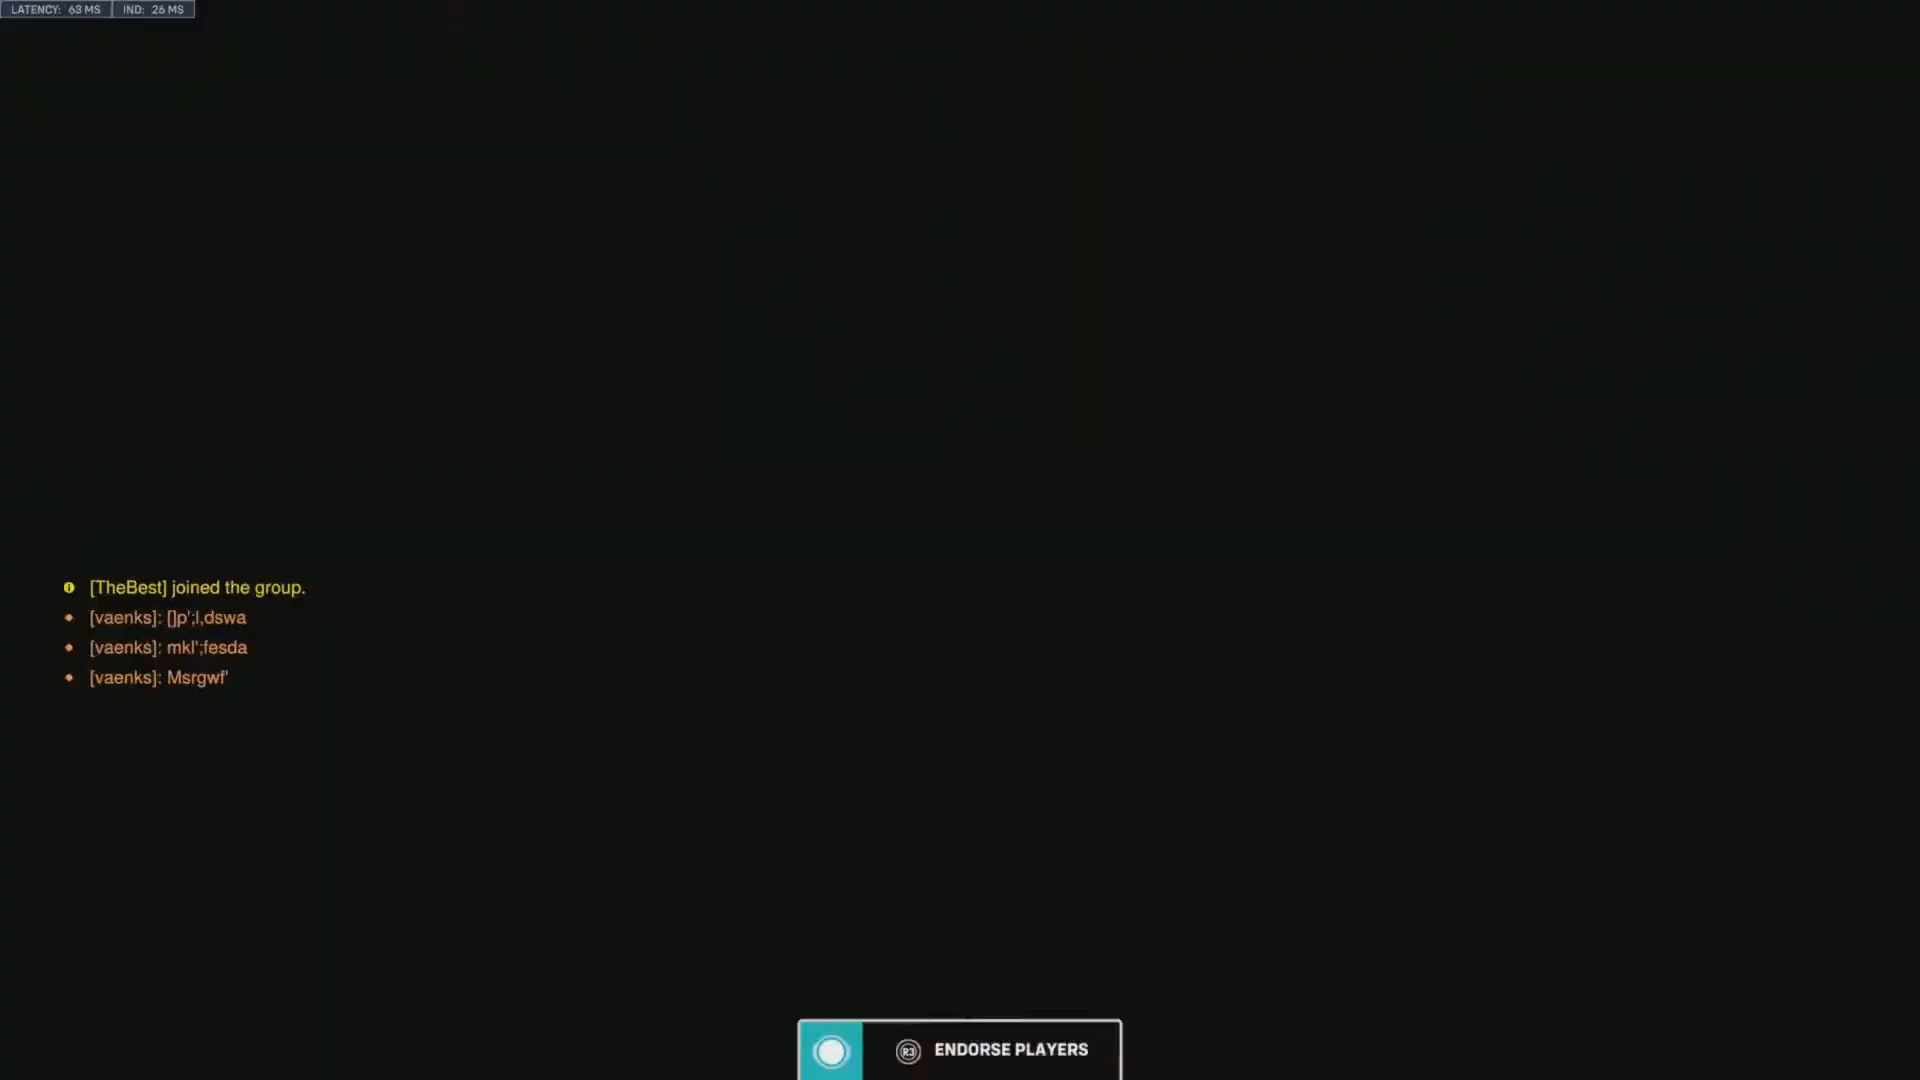 LATENCY: 63 MS IND: 26 MS
[TheBest] joined the group.
[vaenks]: []p';l,dswa
[vaenks]: mkl';fesda
[vaenks]: Msrgwf'
R3 ENDORSE PLAYERS